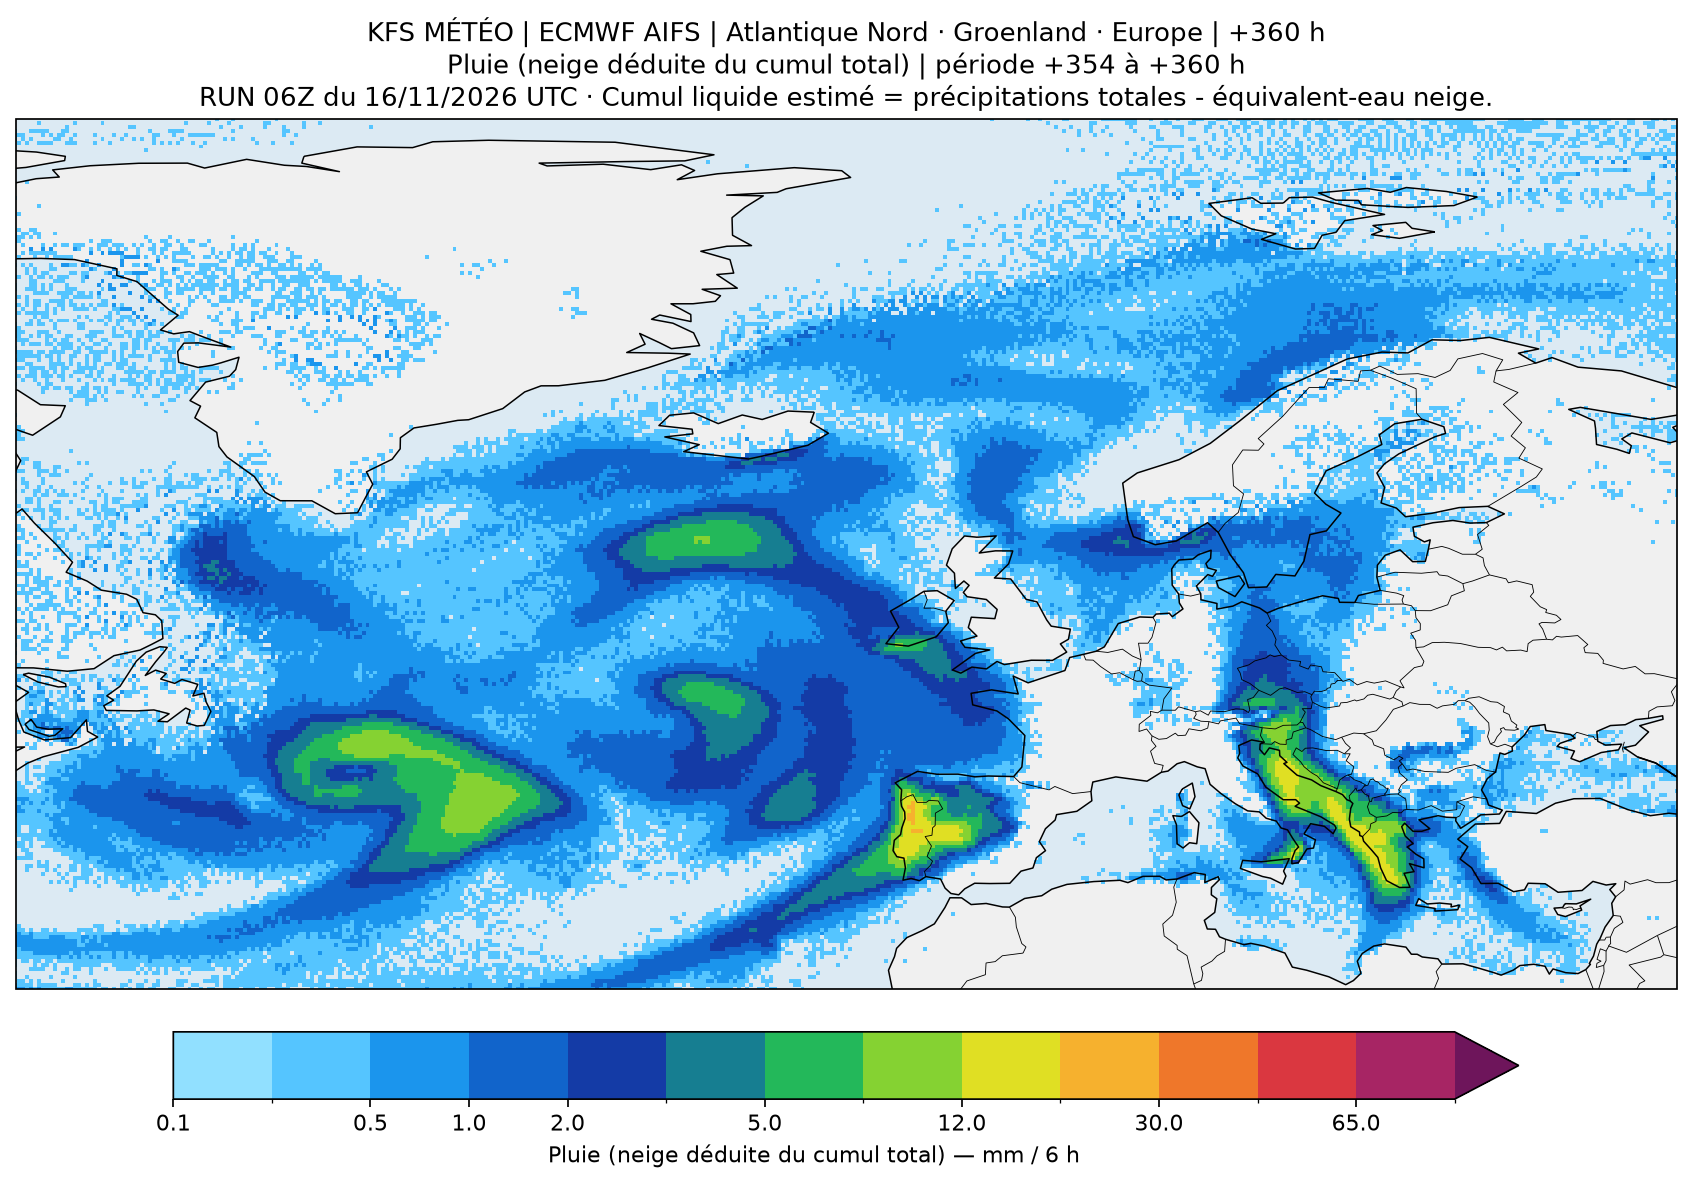 KFS MÉTÉO | ECMWF AIFS | Atlantique Nord · Groenland · Europe | +360 h
Pluie (neige déduite du cumul total) | période +354 à +360 h
RUN 06Z du 16/11/2026 UTC · Cumul liquide estimé = précipitations totales - équivalent-eau neige.
0.1 0.5 1.0 2.0 5.0 12.0 30.0 65.0
Pluie (neige déduite du cumul total) — mm / 6 h